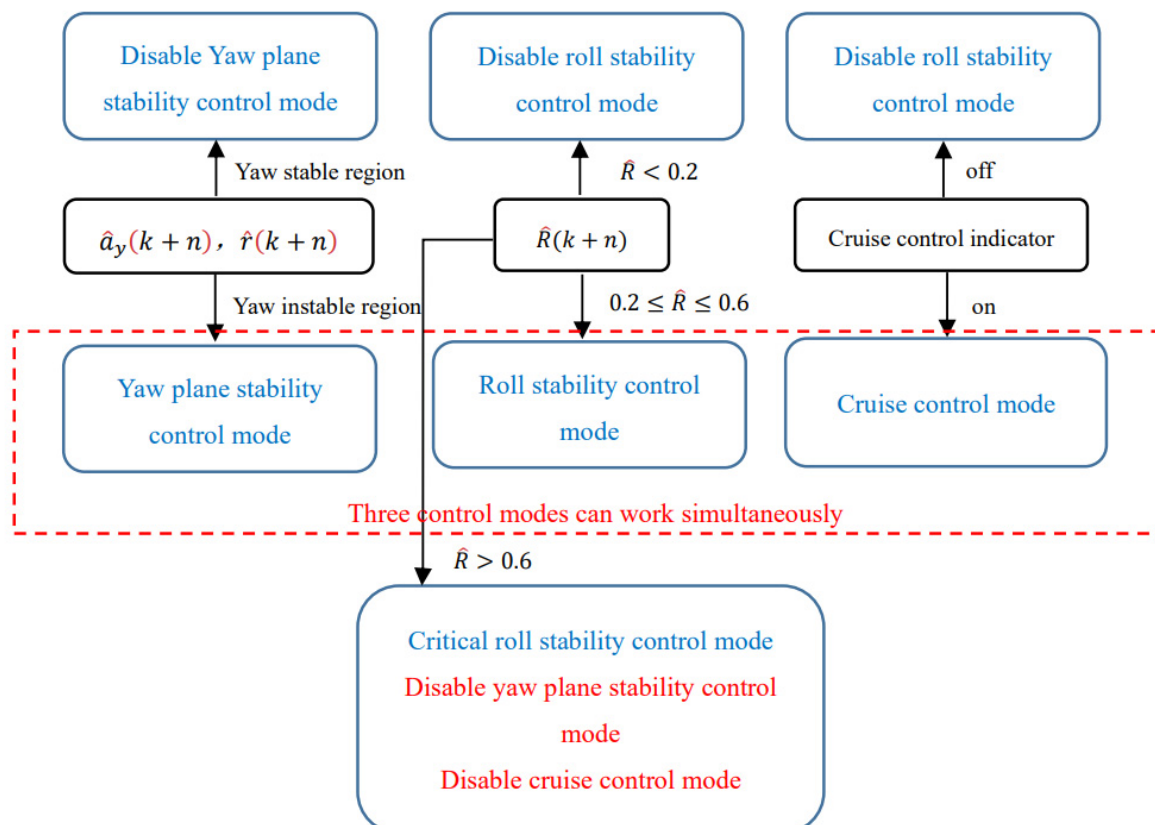 Disable Yaw plane
stability control mode
Disable roll stability
control mode
Disable roll stability
control mode
Yaw stable region
R̂ < 0.2
off
â_y(k + n), r̂(k + n)
R̂(k + n)
Cruise control indicator
Yaw instable region
0.2 ≤ R̂ ≤ 0.6
on
Yaw plane stability
control mode
Roll stability control
mode
Cruise control mode
Three control modes can work simultaneously
R̂ > 0.6
Critical roll stability control mode
Disable yaw plane stability control
mode
Disable cruise control mode